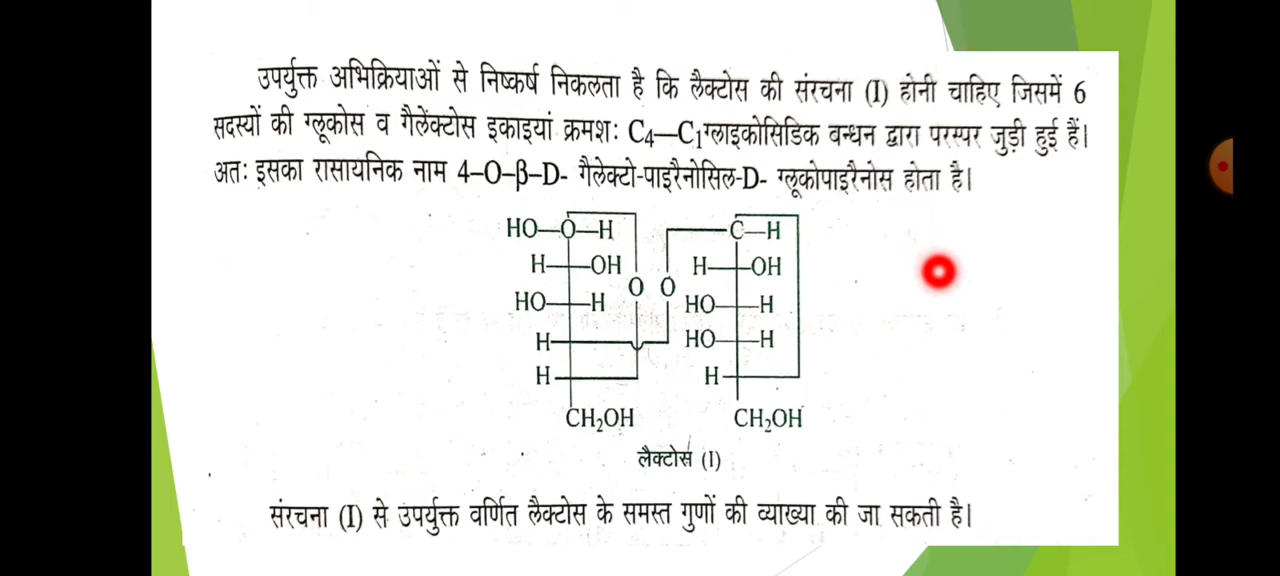 उपर्युक्त अभिक्रियाओं से निष्कर्ष निकलता है कि लैक्टोस की संरचना (I) होनी चाहिए जिसमें 6
सदस्यों की ग्लूकोस व गैलेंक्टोस इकाइयां क्रमशः C₄—C₁ग्लाइकोसिडिक बन्धन द्वारा परस्पर जुड़ी हुई हैं।
अतः इसका रासायनिक नाम 4–O–β–D- गैलेक्टो-पाइरैनोसिल-D- ग्लूकोपाइरैनोस होता है।
HO—O—H C—H
H OH H OH
O O
HO H HO H
H HO H
H H
CH₂OH CH₂OH
लैक्टोस (I)
संरचना (I) से उपर्युक्त वर्णित लैक्टोस के समस्त गुणों की व्याख्या की जा सकती है।